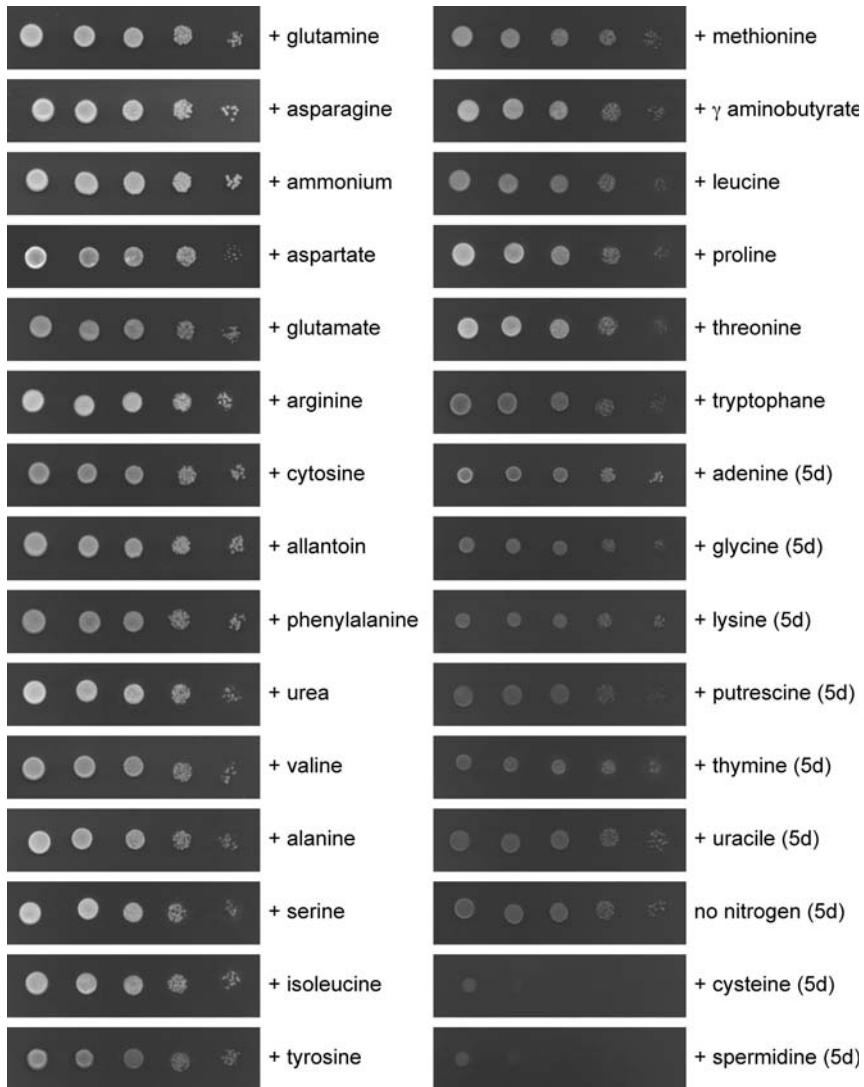 + glutamine
+ asparagine
+ ammonium
+ aspartate
+ glutamate
+ arginine
+ cytosine
+ allantoin
+ phenylalanine
+ urea
+ valine
+ alanine
+ serine
+ isoleucine
+ tyrosine
+ methionine
+ γ aminobutyrate
+ leucine
+ proline
+ threonine
+ tryptophane
+ adenine (5d)
+ glycine (5d)
+ lysine (5d)
+ putrescine (5d)
+ thymine (5d)
+ uracile (5d)
no nitrogen (5d)
+ cysteine (5d)
+ spermidine (5d)